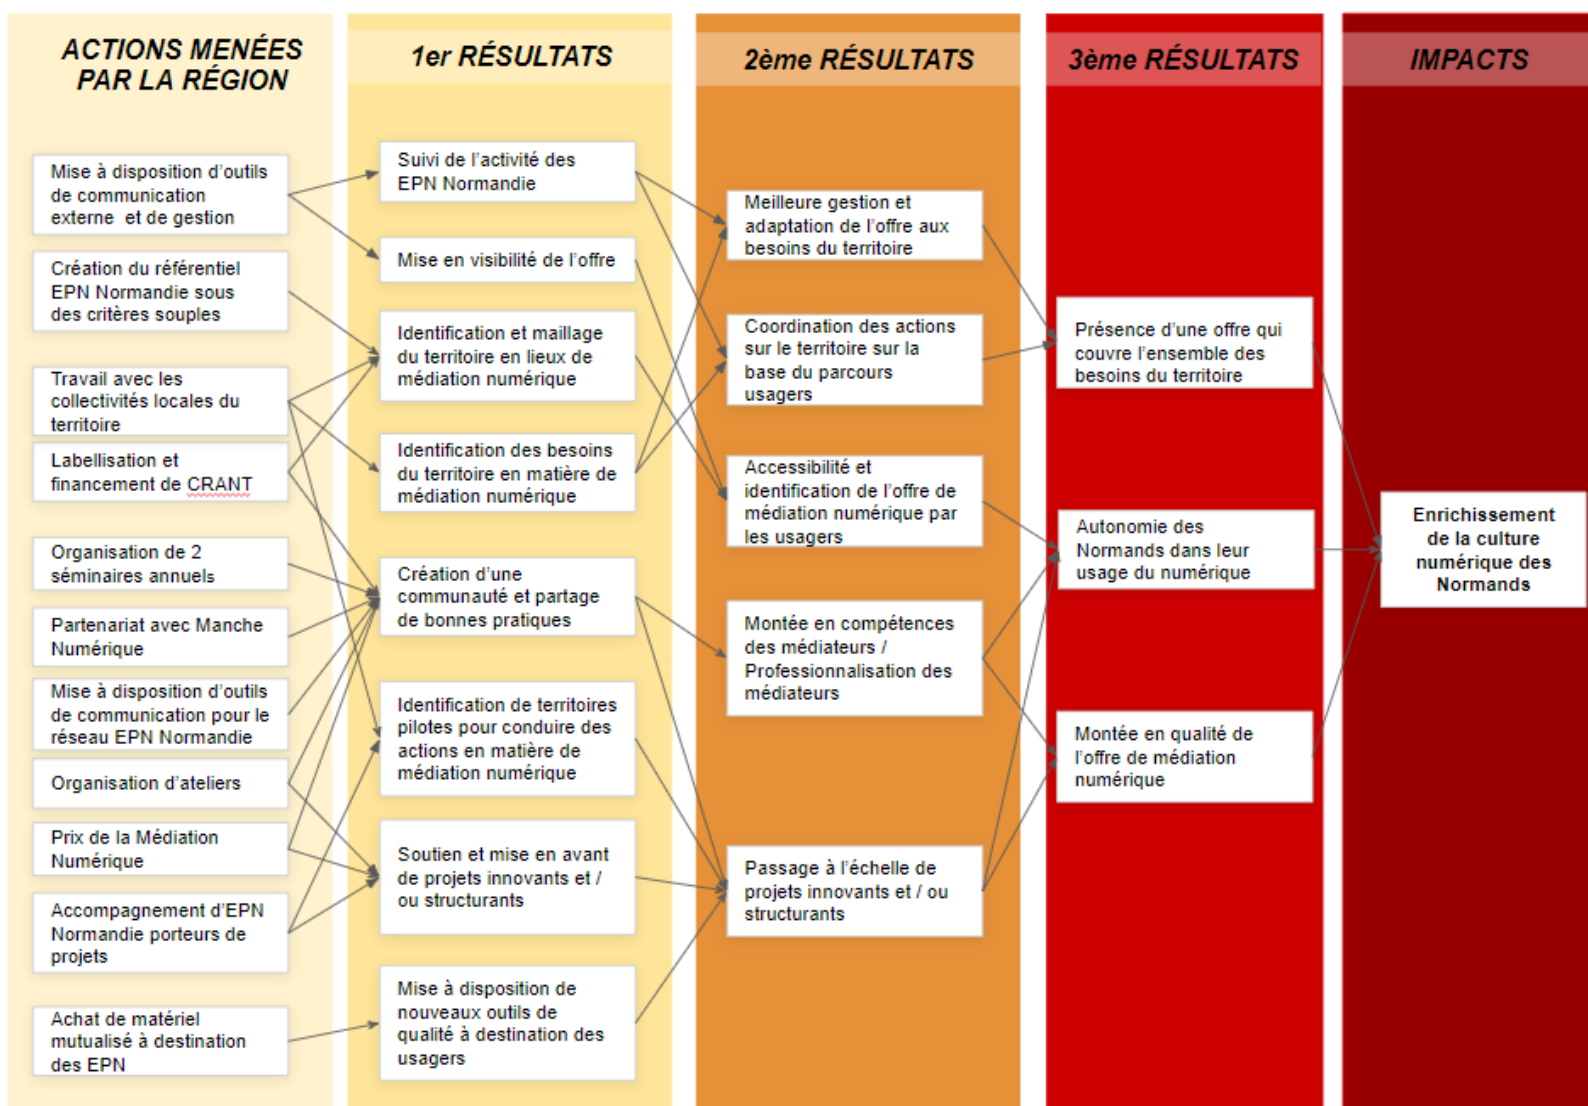 ACTIONS MENÉES
PAR LA RÉGION
Mise à disposition d'outils
de communication
externe et de gestion
Création du référentiel
EPN Normandie sous
des critères souples
Travail avec les
collectivités locales du
territoire
Labellisation et
financement de CRANT
Organisation de 2
séminaires annuels
Partenariat avec Manche
Numérique
Mise à disposition d'outils
de communication pour le
réseau EPN Normandie
Organisation d'ateliers
Prix de la Médiation
Numérique
Accompagnement d'EPN
Normandie porteurs de
projets
Achat de matériel
mutualisé à destination
des EPN
1er RÉSULTATS
Suivi de l'activité des
EPN Normandie
Mise en visibilité de l'offre
Identification et maillage
du territoire en lieux de
médiation numérique
Identification des besoins
du territoire en matière de
médiation numérique
Création d'une
communauté et partage
de bonnes pratiques
Identification de territoires
pilotes pour conduire des
actions en matière de
médiation numérique
Soutien et mise en avant
de projets innovants et /
ou structurants
Mise à disposition de
nouveaux outils de
qualité à destination des
usagers
2ème RÉSULTATS
Meilleure gestion et
adaptation de l'offre aux
besoins du territoire
Coordination des actions
sur le territoire sur la
base du parcours
usagers
Accessibilité et
identification de l'offre de
médiation numérique par
les usagers
Montée en compétences
des médiateurs /
Professionnalisation des
médiateurs
Passage à l'échelle de
projets innovants et / ou
structurants
3ème RÉSULTATS
Présence d'une offre qui
couvre l'ensemble des
besoins du territoire
Autonomie des
Normands dans leur
usage du numérique
Montée en qualité de
l'offre de médiation
numérique
IMPACTS
Enrichissement
de la culture
numérique des
Normands